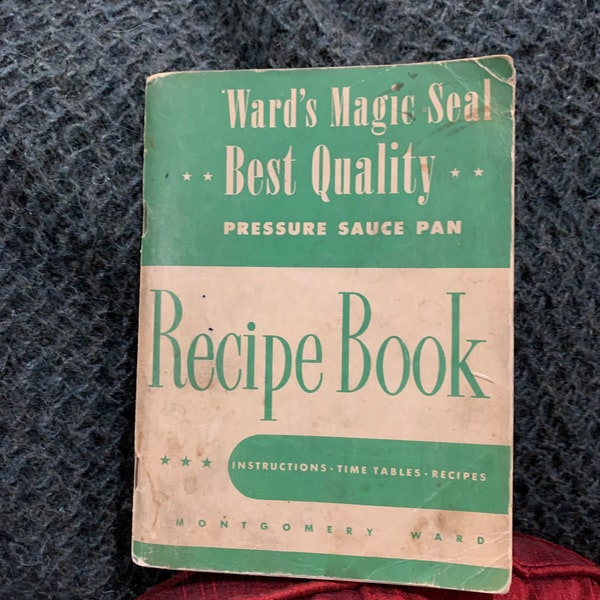 Ward's Magic Seal
Best Quality
PRESSURE SAUCE PAN
Recipe Book
INSTRUCTIONS · TIME TABLES · RECIPES
MONTGOMERY WARD